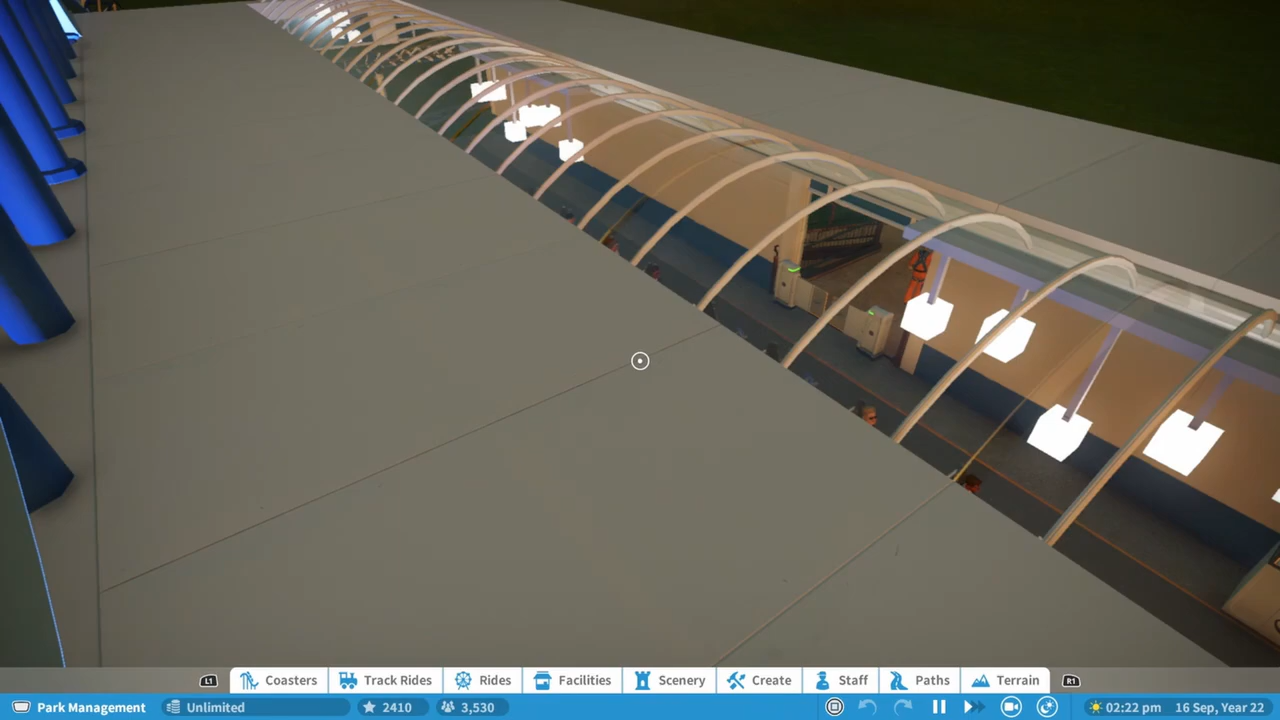 L1 Coasters Track Rides Rides Facilities Scenery Create Staff Paths Terrain R1
Park Management Unlimited 2410 3,530 02:22 pm 16 Sep, Year 22